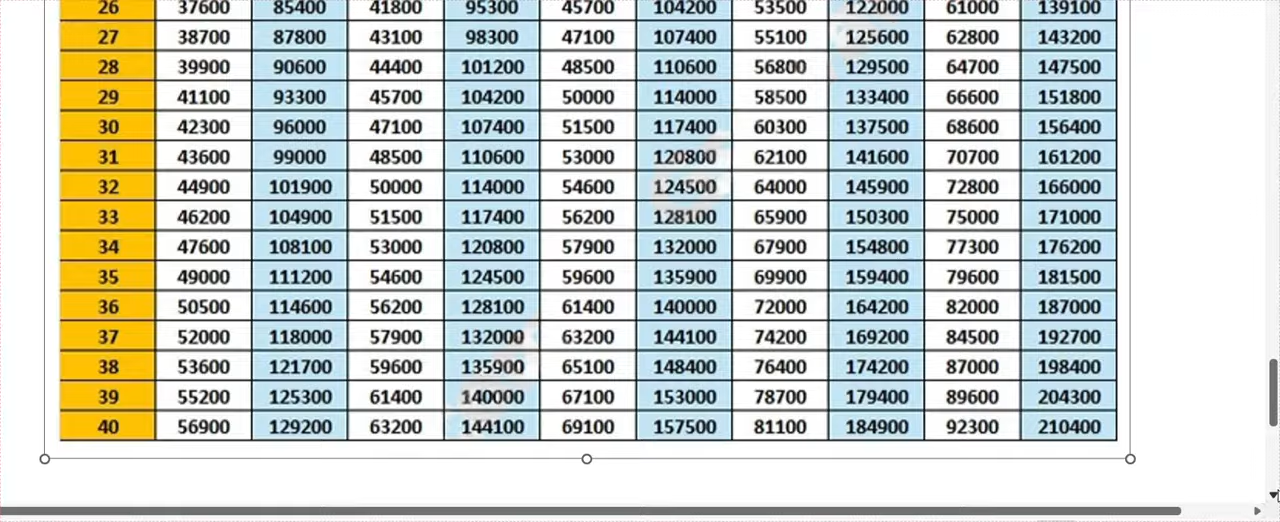 26 37600 85400 41800 95300 45700 104200 53500 122000 61000 139100
27 38700 87800 43100 98300 47100 107400 55100 125600 62800 143200
28 39900 90600 44400 101200 48500 110600 56800 129500 64700 147500
29 41100 93300 45700 104200 50000 114000 58500 133400 66600 151800
30 42300 96000 47100 107400 51500 117400 60300 137500 68600 156400
31 43600 99000 48500 110600 53000 120800 62100 141600 70700 161200
32 44900 101900 50000 114000 54600 124500 64000 145900 72800 166000
33 46200 104900 51500 117400 56200 128100 65900 150300 75000 171000
34 47600 108100 53000 120800 57900 132000 67900 154800 77300 176200
35 49000 111200 54600 124500 59600 135900 69900 159400 79600 181500
36 50500 114600 56200 128100 61400 140000 72000 164200 82000 187000
37 52000 118000 57900 132000 63200 144100 74200 169200 84500 192700
38 53600 121700 59600 135900 65100 148400 76400 174200 87000 198400
39 55200 125300 61400 140000 67100 153000 78700 179400 89600 204300
40 56900 129200 63200 144100 69100 157500 81100 184900 92300 210400